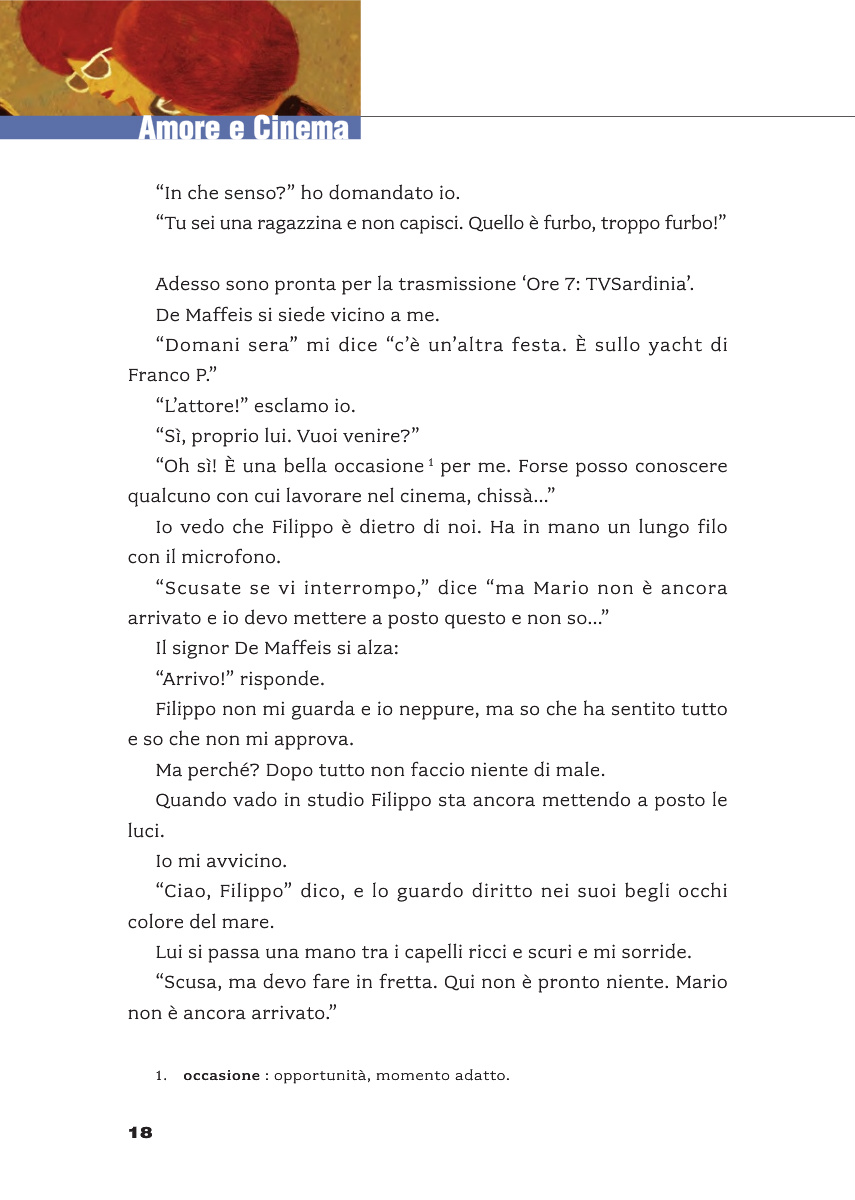 Amore e Cinema
“In che senso?” ho domandato io.
“Tu sei una ragazzina e non capisci. Quello è furbo, troppo furbo!”
Adesso sono pronta per la trasmissione ‘Ore 7: TVSardinia’.
De Maffeis si siede vicino a me.
“Domani sera” mi dice “c’è un’altra festa. È sullo yacht di
Franco P.”
“L’attore!” esclamo io.
“Sì, proprio lui. Vuoi venire?”
“Oh sì! È una bella occasione 1 per me. Forse posso conoscere
qualcuno con cui lavorare nel cinema, chissà...”
Io vedo che Filippo è dietro di noi. Ha in mano un lungo filo
con il microfono.
“Scusate se vi interrompo,” dice “ma Mario non è ancora
arrivato e io devo mettere a posto questo e non so...”
Il signor De Maffeis si alza:
“Arrivo!” risponde.
Filippo non mi guarda e io neppure, ma so che ha sentito tutto
e so che non mi approva.
Ma perché? Dopo tutto non faccio niente di male.
Quando vado in studio Filippo sta ancora mettendo a posto le
luci.
Io mi avvicino.
“Ciao, Filippo” dico, e lo guardo diritto nei suoi begli occhi
colore del mare.
Lui si passa una mano tra i capelli ricci e scuri e mi sorride.
“Scusa, ma devo fare in fretta. Qui non è pronto niente. Mario
non è ancora arrivato.”
1. occasione : opportunità, momento adatto.
18